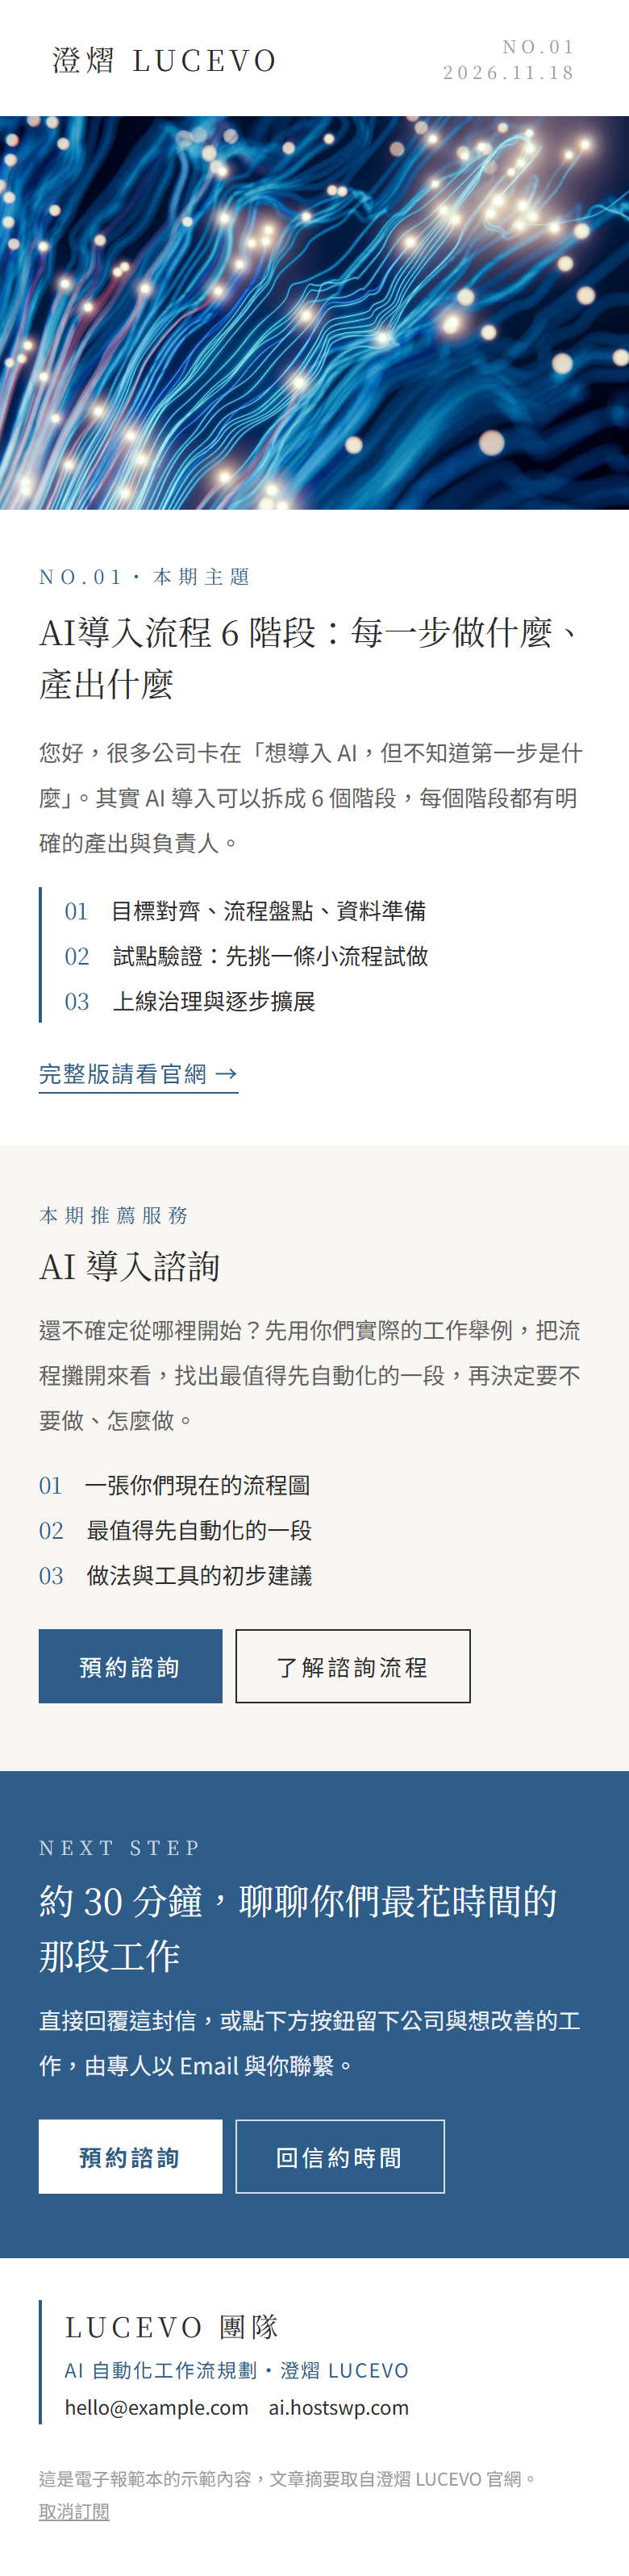 澄熠 LUCEVO
NO.01
2026.11.18
NO.01・本期主題
AI導入流程 6 階段：每一步做什麼、
產出什麼
您好，很多公司卡在「想導入 AI，但不知道第一步是什
麼」。其實 AI 導入可以拆成 6 個階段，每個階段都有明
確的產出與負責人。
01 目標對齊、流程盤點、資料準備
02 試點驗證：先挑一條小流程試做
03 上線治理與逐步擴展
完整版請看官網 →
本期推薦服務
AI 導入諮詢
還不確定從哪裡開始？先用你們實際的工作舉例，把流
程攤開來看，找出最值得先自動化的一段，再決定要不
要做、怎麼做。
01 一張你們現在的流程圖
02 最值得先自動化的一段
03 做法與工具的初步建議
預約諮詢 了解諮詢流程
NEXT STEP
約 30 分鐘，聊聊你們最花時間的
那段工作
直接回覆這封信，或點下方按鈕留下公司與想改善的工
作，由專人以 Email 與你聯繫。
預約諮詢 回信約時間
LUCEVO 團隊
AI 自動化工作流規劃・澄熠 LUCEVO
hello@example.com ai.hostswp.com
這是電子報範本的示範內容，文章摘要取自澄熠 LUCEVO 官網。
取消訂閱